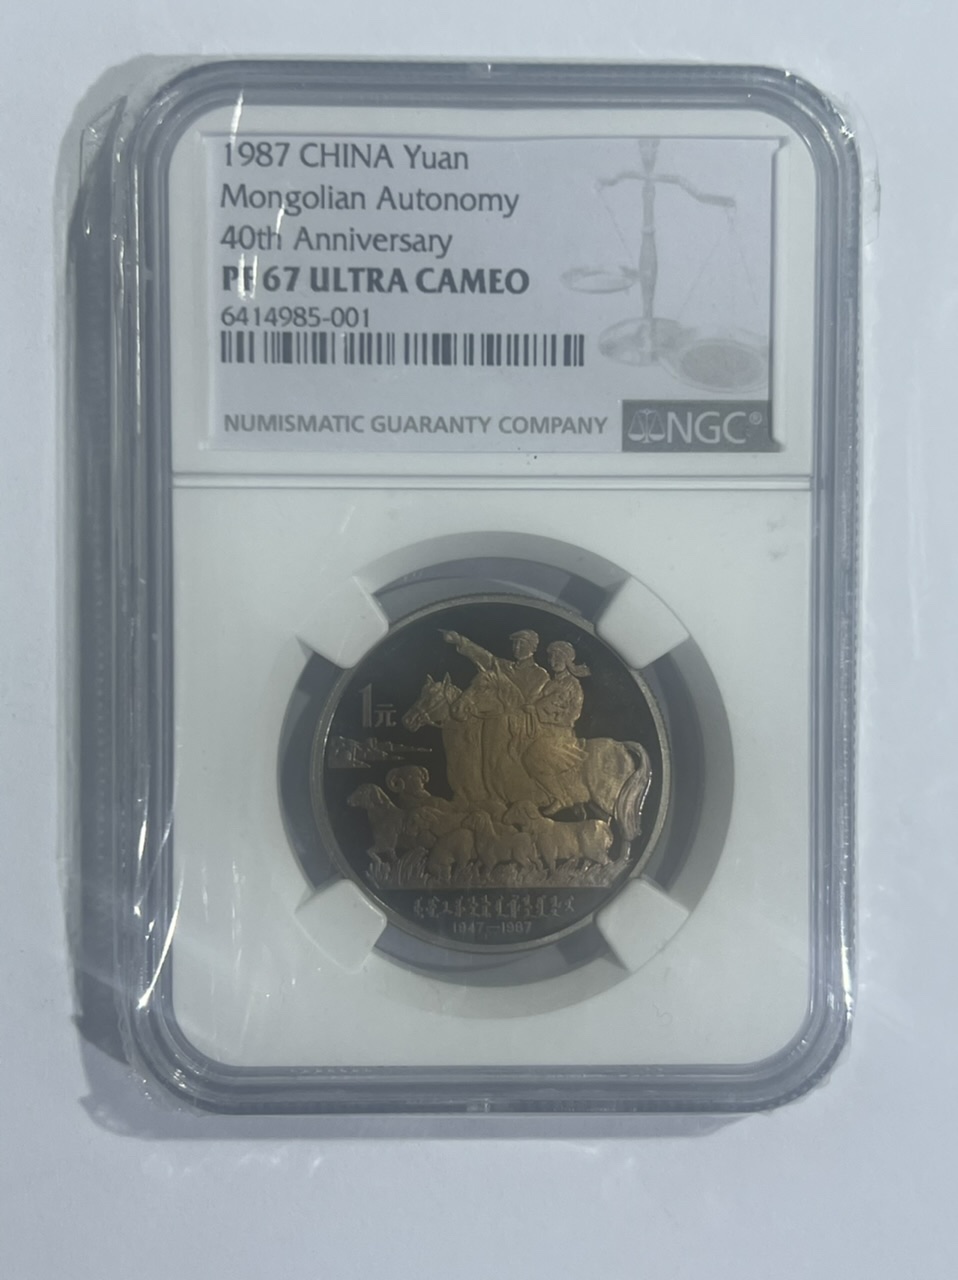 1987 CHINA Yuan
Mongolian Autonomy
40th Anniversary
PF 67 ULTRA CAMEO
6414985-001
NUMISMATIC GUARANTY COMPANY NGC®
1元
1947—1987